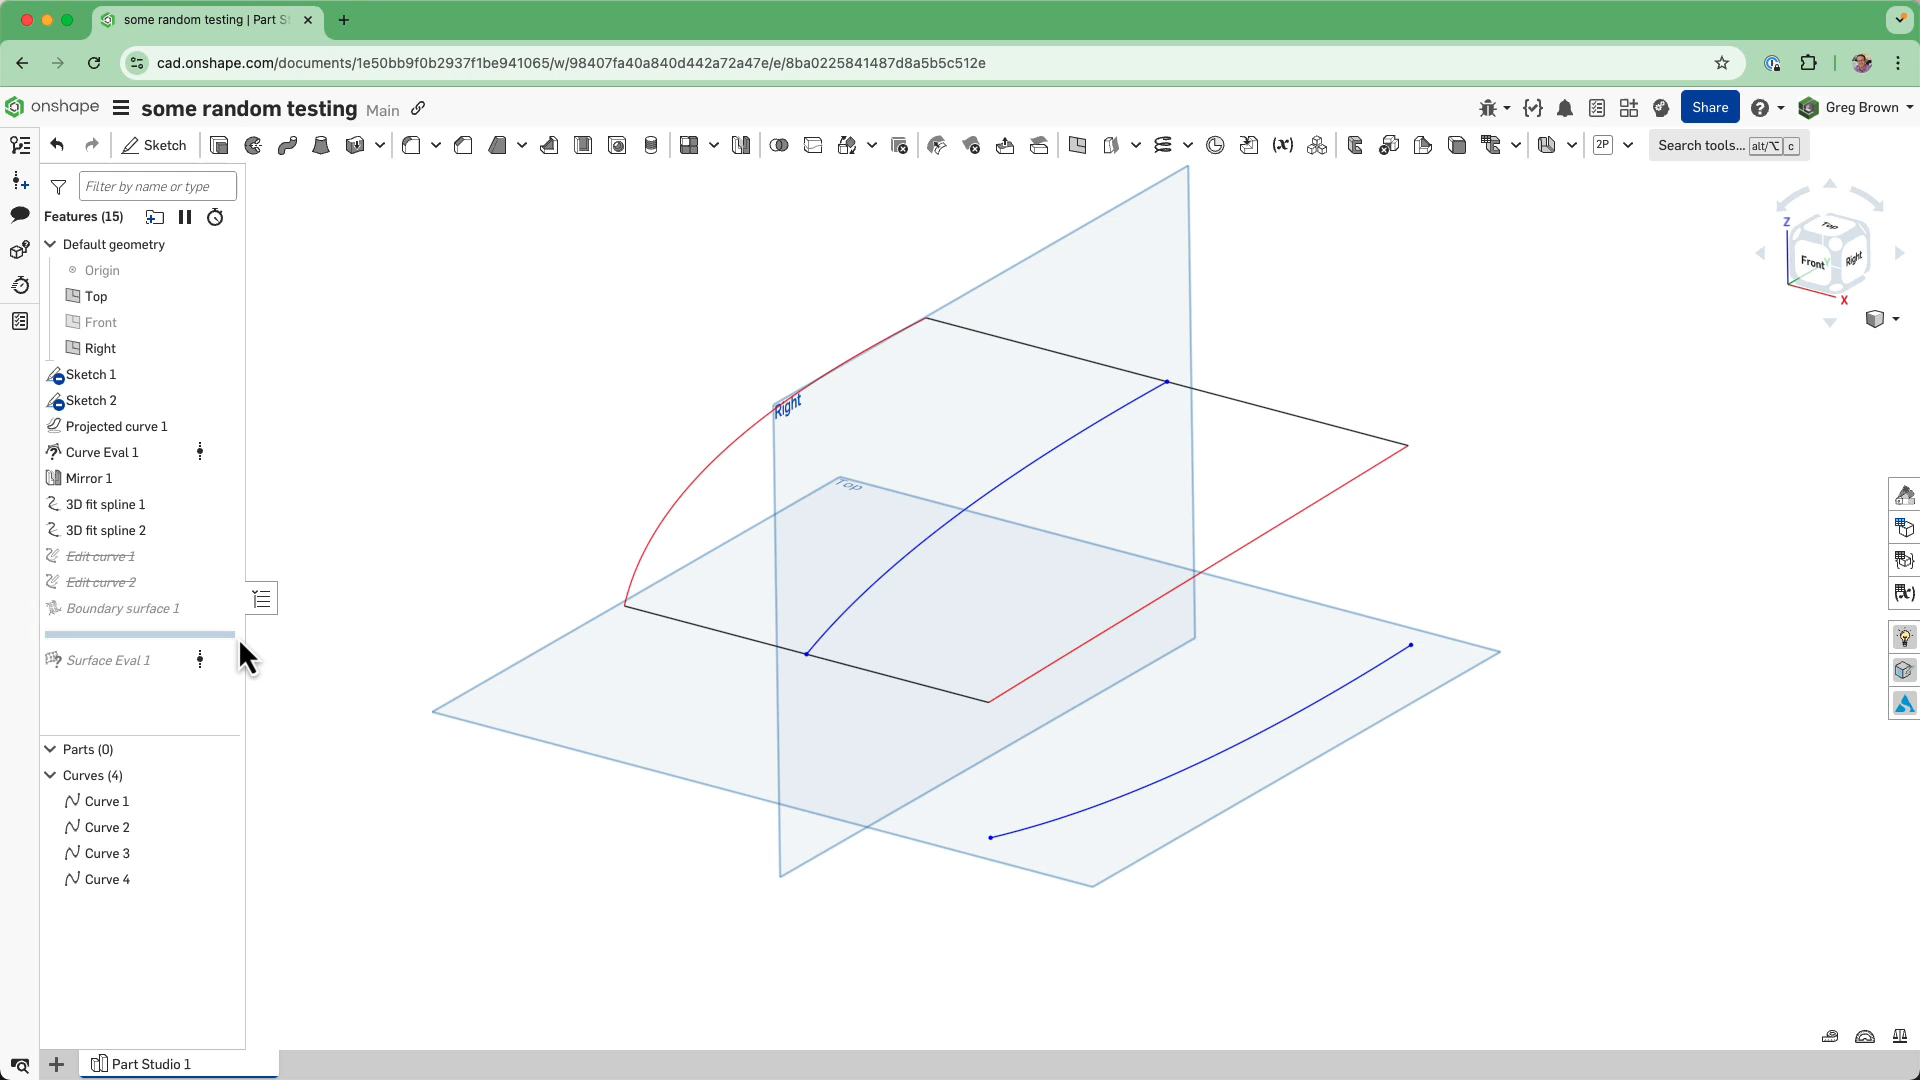 some random testing | Part S
cad.onshape.com/documents/1e50bb9f0b2937f1be941065/w/98407fa40a840d442a72a47e/e/8ba0225841487d8a5b5c512e
onshape
some random testing
Main
Share
Greg Brown
Sketch
(x)
2P
Search tools... alt/⌥ c
Filter by name or type
Features (15)
Default geometry
Origin
Top
Front
Right
Sketch 1
Sketch 2
Projected curve 1
Curve Eval 1
Mirror 1
3D fit spline 1
3D fit spline 2
Edit curve 1
Edit curve 2
Boundary surface 1
Surface Eval 1
Parts (0)
Curves (4)
Curve 1
Curve 2
Curve 3
Curve 4
Right
Top
Z
Top
Front
Y
Right
X
(x)
Part Studio 1